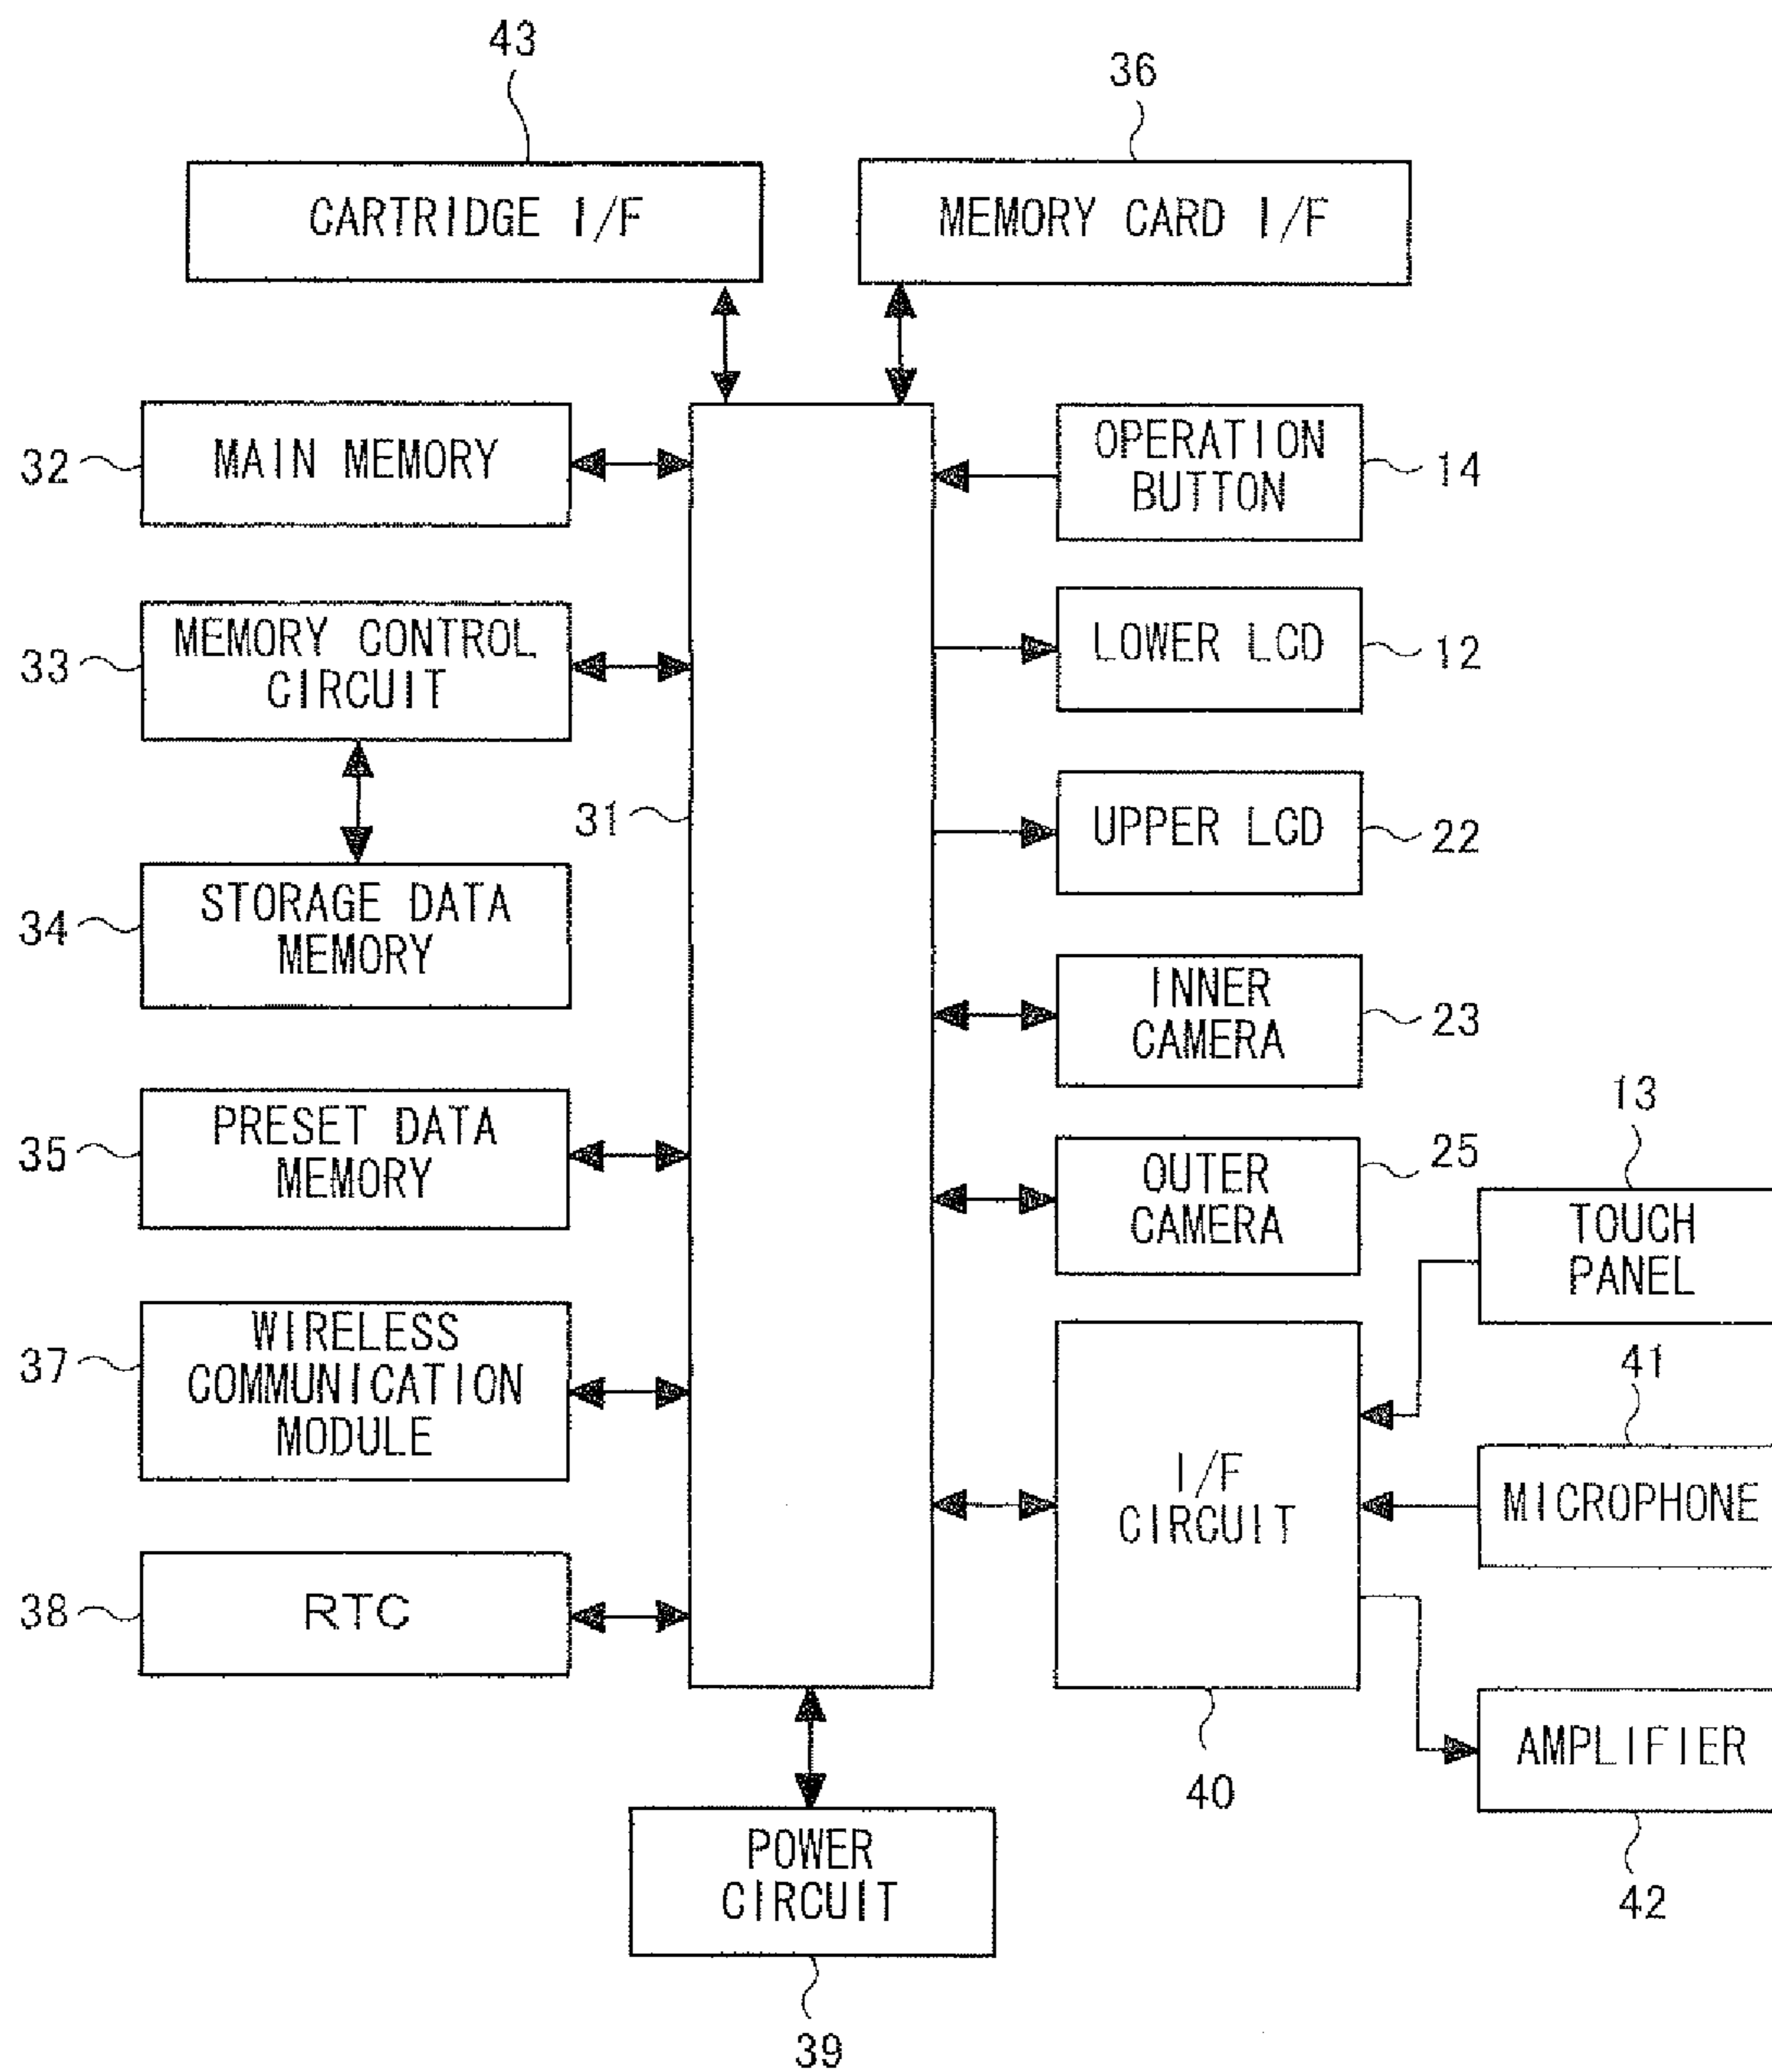 43
36
CARTRIDGE I/F
MEMORY CARD I/F
32
MAIN MEMORY
OPERATION
BUTTON
14
33
MEMORY CONTROL
CIRCUIT
LOWER LCD
12
31
UPPER LCD
22
34
STORAGE DATA
MEMORY
INNER
CAMERA
23
35
PRESET DATA
MEMORY
OUTER
CAMERA
25
13
TOUCH
PANEL
37
WIRELESS
COMMUNICATION
MODULE
41
I/F
CIRCUIT
MICROPHONE
38
RTC
40
AMPLIFIER
42
POWER
CIRCUIT
39